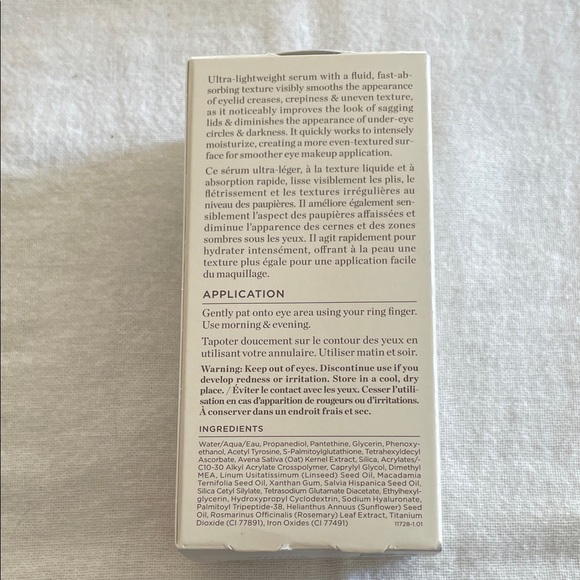 Ultra-lightweight serum with a fluid, fast-ab-
sorbing texture visibly smooths the appearance
of eyelid creases, crepiness & uneven texture,
as it noticeably improves the look of sagging
lids & diminishes the appearance of under-eye
circles & darkness. It quickly works to intensely
moisturize, creating a more even-textured sur-
face for smoother eye makeup application.
Ce sérum ultra-léger, à la texture liquide et à
absorption rapide, lisse visiblement les plis, le
flétrissement et les textures irrégulières au
niveau des paupières. Il améliore également sen-
siblement l'aspect des paupières affaissées et
diminue l'apparence des cernes et des zones
sombres sous les yeux. Il agit rapidement pour
hydrater intensément, offrant à la peau une
texture plus égale pour une application facile
du maquillage.
APPLICATION
Gently pat onto eye area using your ring finger.
Use morning & evening.
Tapoter doucement sur le contour des yeux en
utilisant votre annulaire. Utiliser matin et soir.
Warning: Keep out of eyes. Discontinue use if you
develop redness or irritation. Store in a cool, dry
place. / Éviter le contact avec les yeux. Cesser l'utili-
sation en cas d'apparition de rougeurs ou d'irritations.
À conserver dans un endroit frais et sec.
INGREDIENTS
Water/Aqua/Eau, Propanediol, Pantethine, Glycerin, Phenoxy-
ethanol, Acetyl Tyrosine, S-Palmitoylglutathione, Tetrahexyldecyl
Ascorbate, Avena Sativa (Oat) Kernel Extract, Silica, Acrylates/-
C10-30 Alkyl Acrylate Crosspolymer, Caprylyl Glycol, Dimethyl
MEA, Linum Usitatissimum (Linseed) Seed Oil, Macadamia
Ternifolia Seed Oil, Xanthan Gum, Salvia Hispanica Seed Oil,
Silica Cetyl Silylate, Tetrasodium Glutamate Diacetate, Ethylhexyl-
glycerin, Hydroxypropyl Cyclodextrin, Sodium Hyaluronate,
Palmitoyl Tripeptide-38, Helianthus Annuus (Sunflower) Seed
Oil, Rosmarinus Officinalis (Rosemary) Leaf Extract, Titanium
Dioxide (CI 77891), Iron Oxides (CI 77491) 11728-1.01